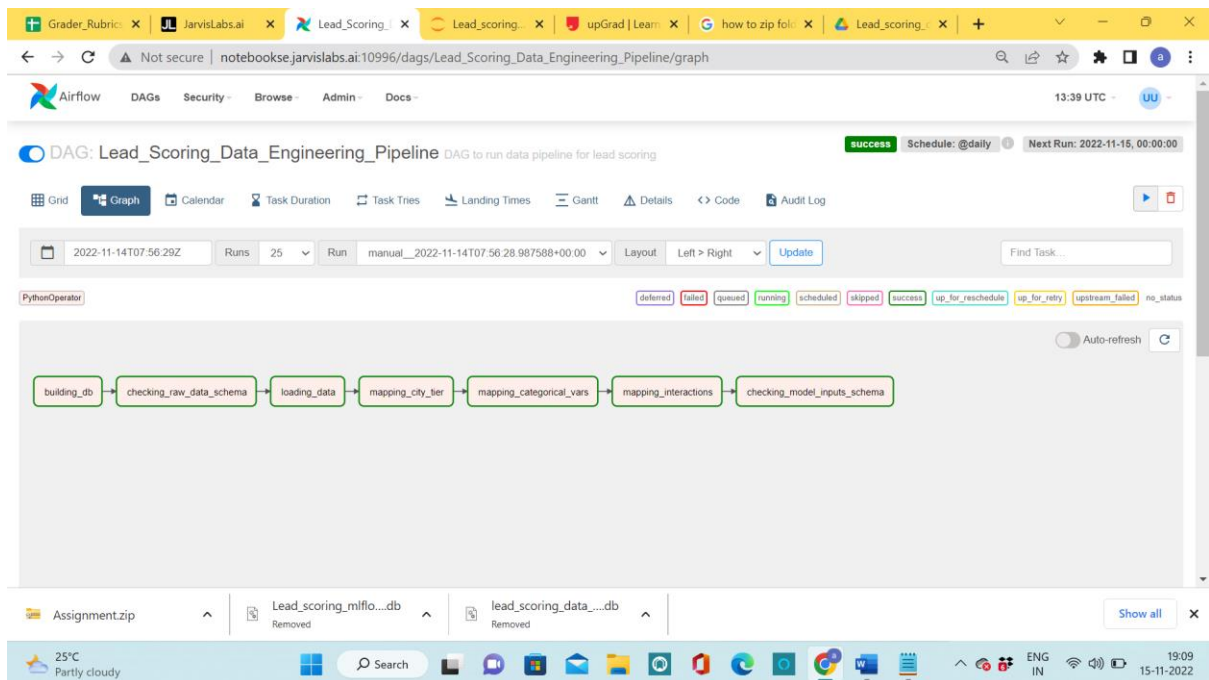 Grader_Rubrics
JarvisLabs.ai
Lead_Scoring_
Lead_scoring_
upGrad | Learn
how to zip fold
Lead_scoring_
Not secure | notebookse.jarvislabs.ai:10996/dags/Lead_Scoring_Data_Engineering_Pipeline/graph
a
Airflow DAGs Security Browse Admin Docs 13:39 UTC UU
DAG: Lead_Scoring_Data_Engineering_Pipeline DAG to run data pipeline for lead scoring success Schedule: @daily Next Run: 2022-11-15, 00:00:00
Grid Graph Calendar Task Duration Task Tries Landing Times Gantt Details <> Code Audit Log
2022-11-14T07:56:29Z Runs 25 Run manual__2022-11-14T07:56:28.987588+00:00 Layout Left > Right Update Find Task...
PythonOperator deferred failed queued running scheduled skipped success up_for_reschedule up_for_retry upstream_failed no_status
Auto-refresh
building_db checking_raw_data_schema loading_data mapping_city_tier mapping_categorical_vars mapping_interactions checking_model_inputs_schema
Assignment.zip Lead_scoring_mlflo....db lead_scoring_data_....db Show all
Removed Removed
25°C Search ENG 19:09
Partly cloudy IN 15-11-2022